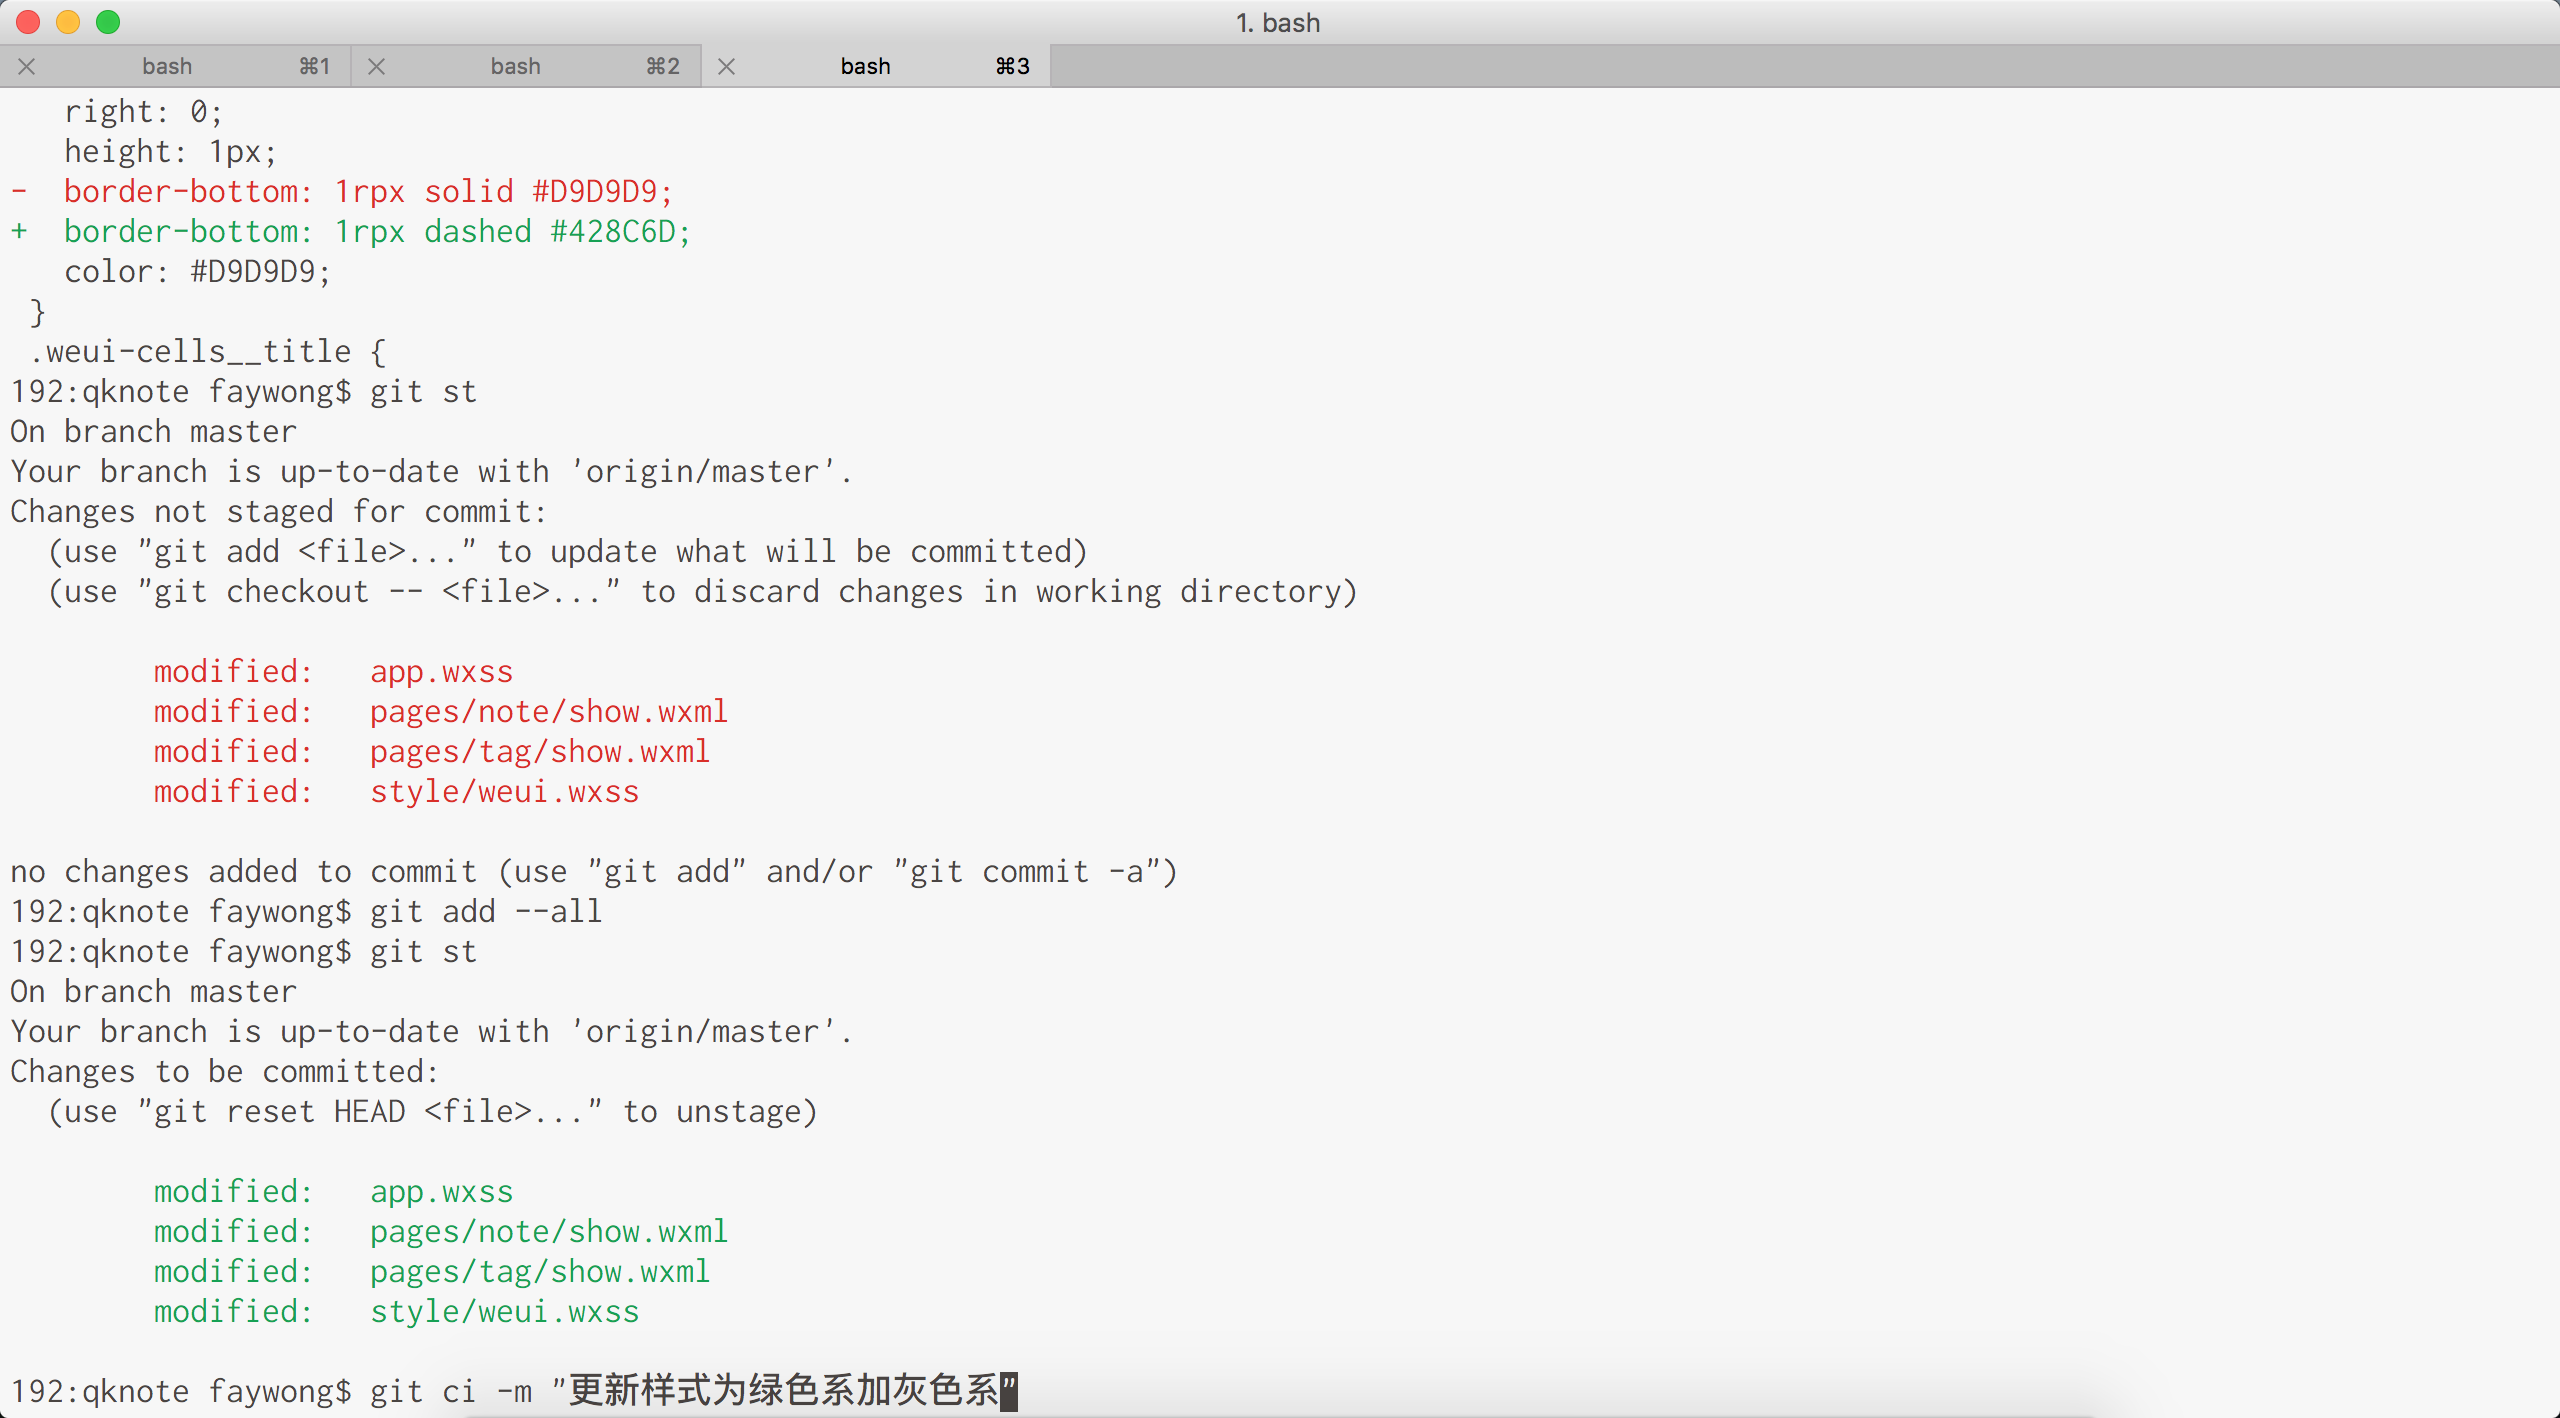 1. bash
bash ⌘1 bash ⌘2 bash ⌘3
right: 0;
height: 1px;
- border-bottom: 1rpx solid #D9D9D9;
+ border-bottom: 1rpx dashed #428C6D;
color: #D9D9D9;
}
.weui-cells__title {
192:qknote faywong$ git st
On branch master
Your branch is up-to-date with 'origin/master'.
Changes not staged for commit:
(use "git add <file>..." to update what will be committed)
(use "git checkout -- <file>..." to discard changes in working directory)
modified: app.wxss
modified: pages/note/show.wxml
modified: pages/tag/show.wxml
modified: style/weui.wxss
no changes added to commit (use "git add" and/or "git commit -a")
192:qknote faywong$ git add --all
192:qknote faywong$ git st
On branch master
Your branch is up-to-date with 'origin/master'.
Changes to be committed:
(use "git reset HEAD <file>..." to unstage)
modified: app.wxss
modified: pages/note/show.wxml
modified: pages/tag/show.wxml
modified: style/weui.wxss
192:qknote faywong$ git ci -m "更新样式为绿色系加灰色系"